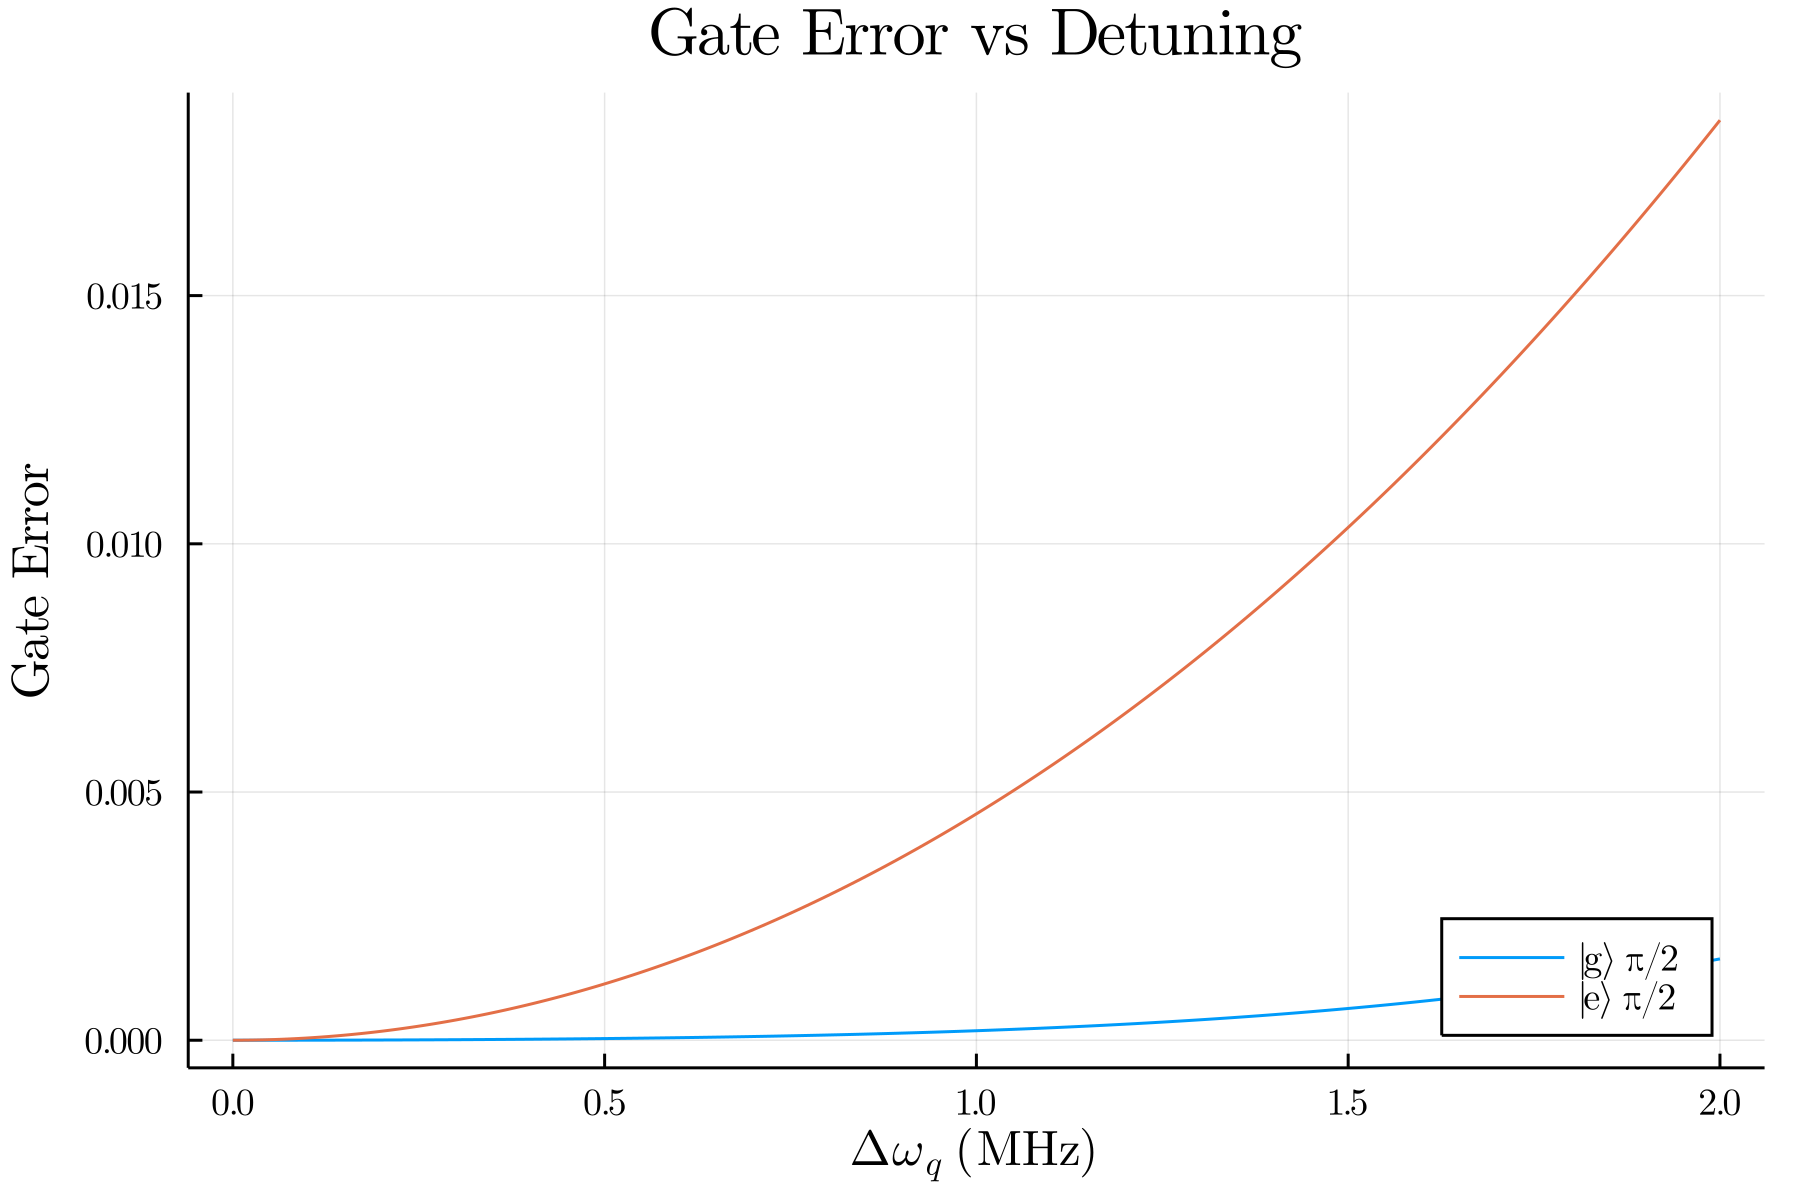 Gate Error vs Detuning
Gate Error
0.015
0.010
0.005
0.000
0.0 0.5 1.0 1.5 2.0
Δω_q (MHz)
|g⟩ π/2
|e⟩ π/2